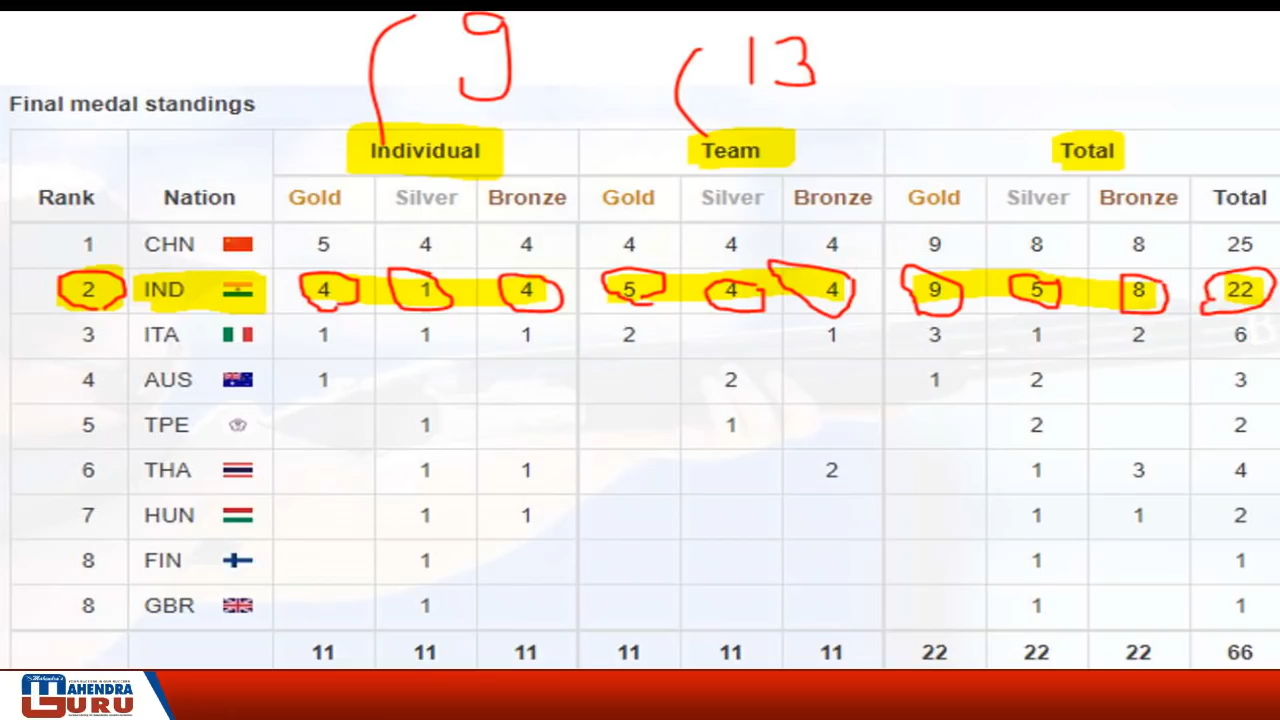 9 13
Final medal standings
Individual Team Total
Rank Nation Gold Silver Bronze Gold Silver Bronze Gold Silver Bronze Total
1 CHN 5 4 4 4 4 4 9 8 8 25
2 IND 4 1 4 5 4 4 9 5 8 22
3 ITA 1 1 1 2 1 3 1 2 6
4 AUS 1 2 1 2 3
5 TPE 1 1 2 2
6 THA 1 1 2 1 3 4
7 HUN 1 1 1 1 2
8 FIN 1 1 1
8 GBR 1 1 1
11 11 11 11 11 11 22 22 22 66
Mahendra's
MAHENDRA
GURU